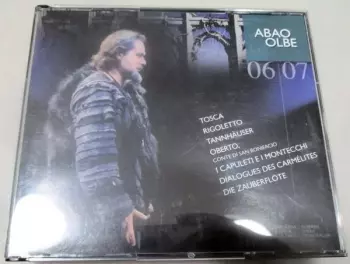 ABAO
OLBE
06|07
TOSCA
RIGOLETTO
TANNHÄUSER
OBERTO,
CONTE DI SAN BONIFACIO
I CAPULETI E I MONTECCHI
DIALOGUES DES CARMÉLITES
DIE ZAUBERFLÖTE